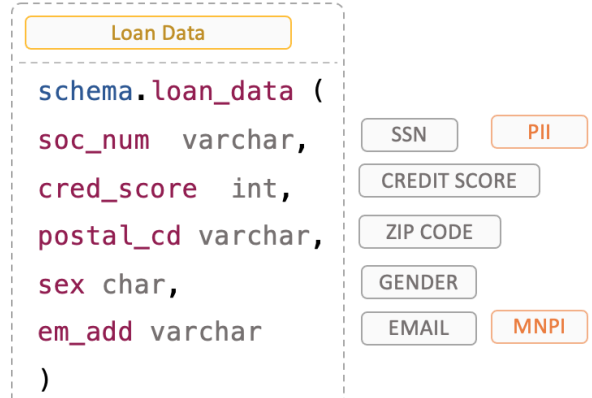 Loan Data
schema.loan_data (
soc_num varchar, SSN PII
cred_score int, CREDIT SCORE
postal_cd varchar, ZIP CODE
sex char, GENDER
em_add varchar EMAIL MNPI
)